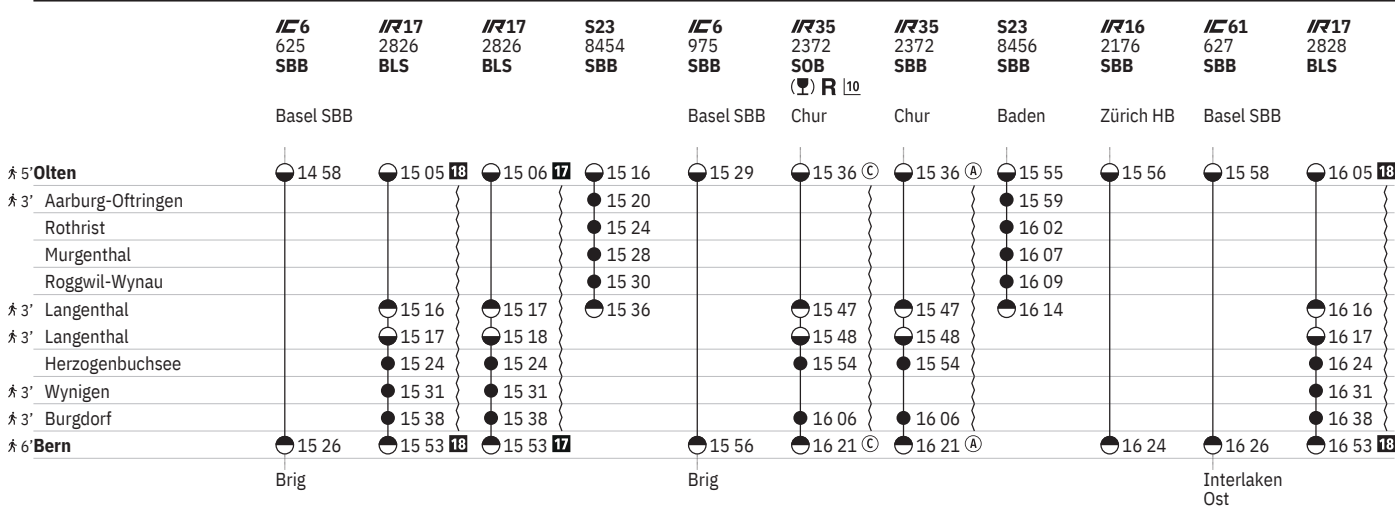 IC6 IR17 IR17 S23 IC6 IR35 IR35 S23 IR16 IC61 IR17
625 2826 2826 8454 975 2372 2372 8456 2176 627 2828
SBB BLS BLS SBB SBB SOB SBB SBB SBB SBB BLS
R 10
Basel SBB Basel SBB Chur Chur Baden Zürich HB Basel SBB
5' Olten 14 58 15 05 18 15 06 17 15 16 15 29 15 36 C 15 36 A 15 55 15 56 15 58 16 05 18
3' Aarburg-Oftringen 15 20 15 59
Rothrist 15 24 16 02
Murgenthal 15 28 16 07
Roggwil-Wynau 15 30 16 09
3' Langenthal 15 16 15 17 15 36 15 47 15 47 16 14 16 16
3' Langenthal 15 17 15 18 15 48 15 48 16 17
Herzogenbuchsee 15 24 15 24 15 54 15 54 16 24
3' Wynigen 15 31 15 31 16 31
3' Burgdorf 15 38 15 38 16 06 16 06 16 38
6' Bern 15 26 15 53 18 15 53 17 15 56 16 21 C 16 21 A 16 24 16 26 16 53 18
Brig Brig Interlaken
Ost